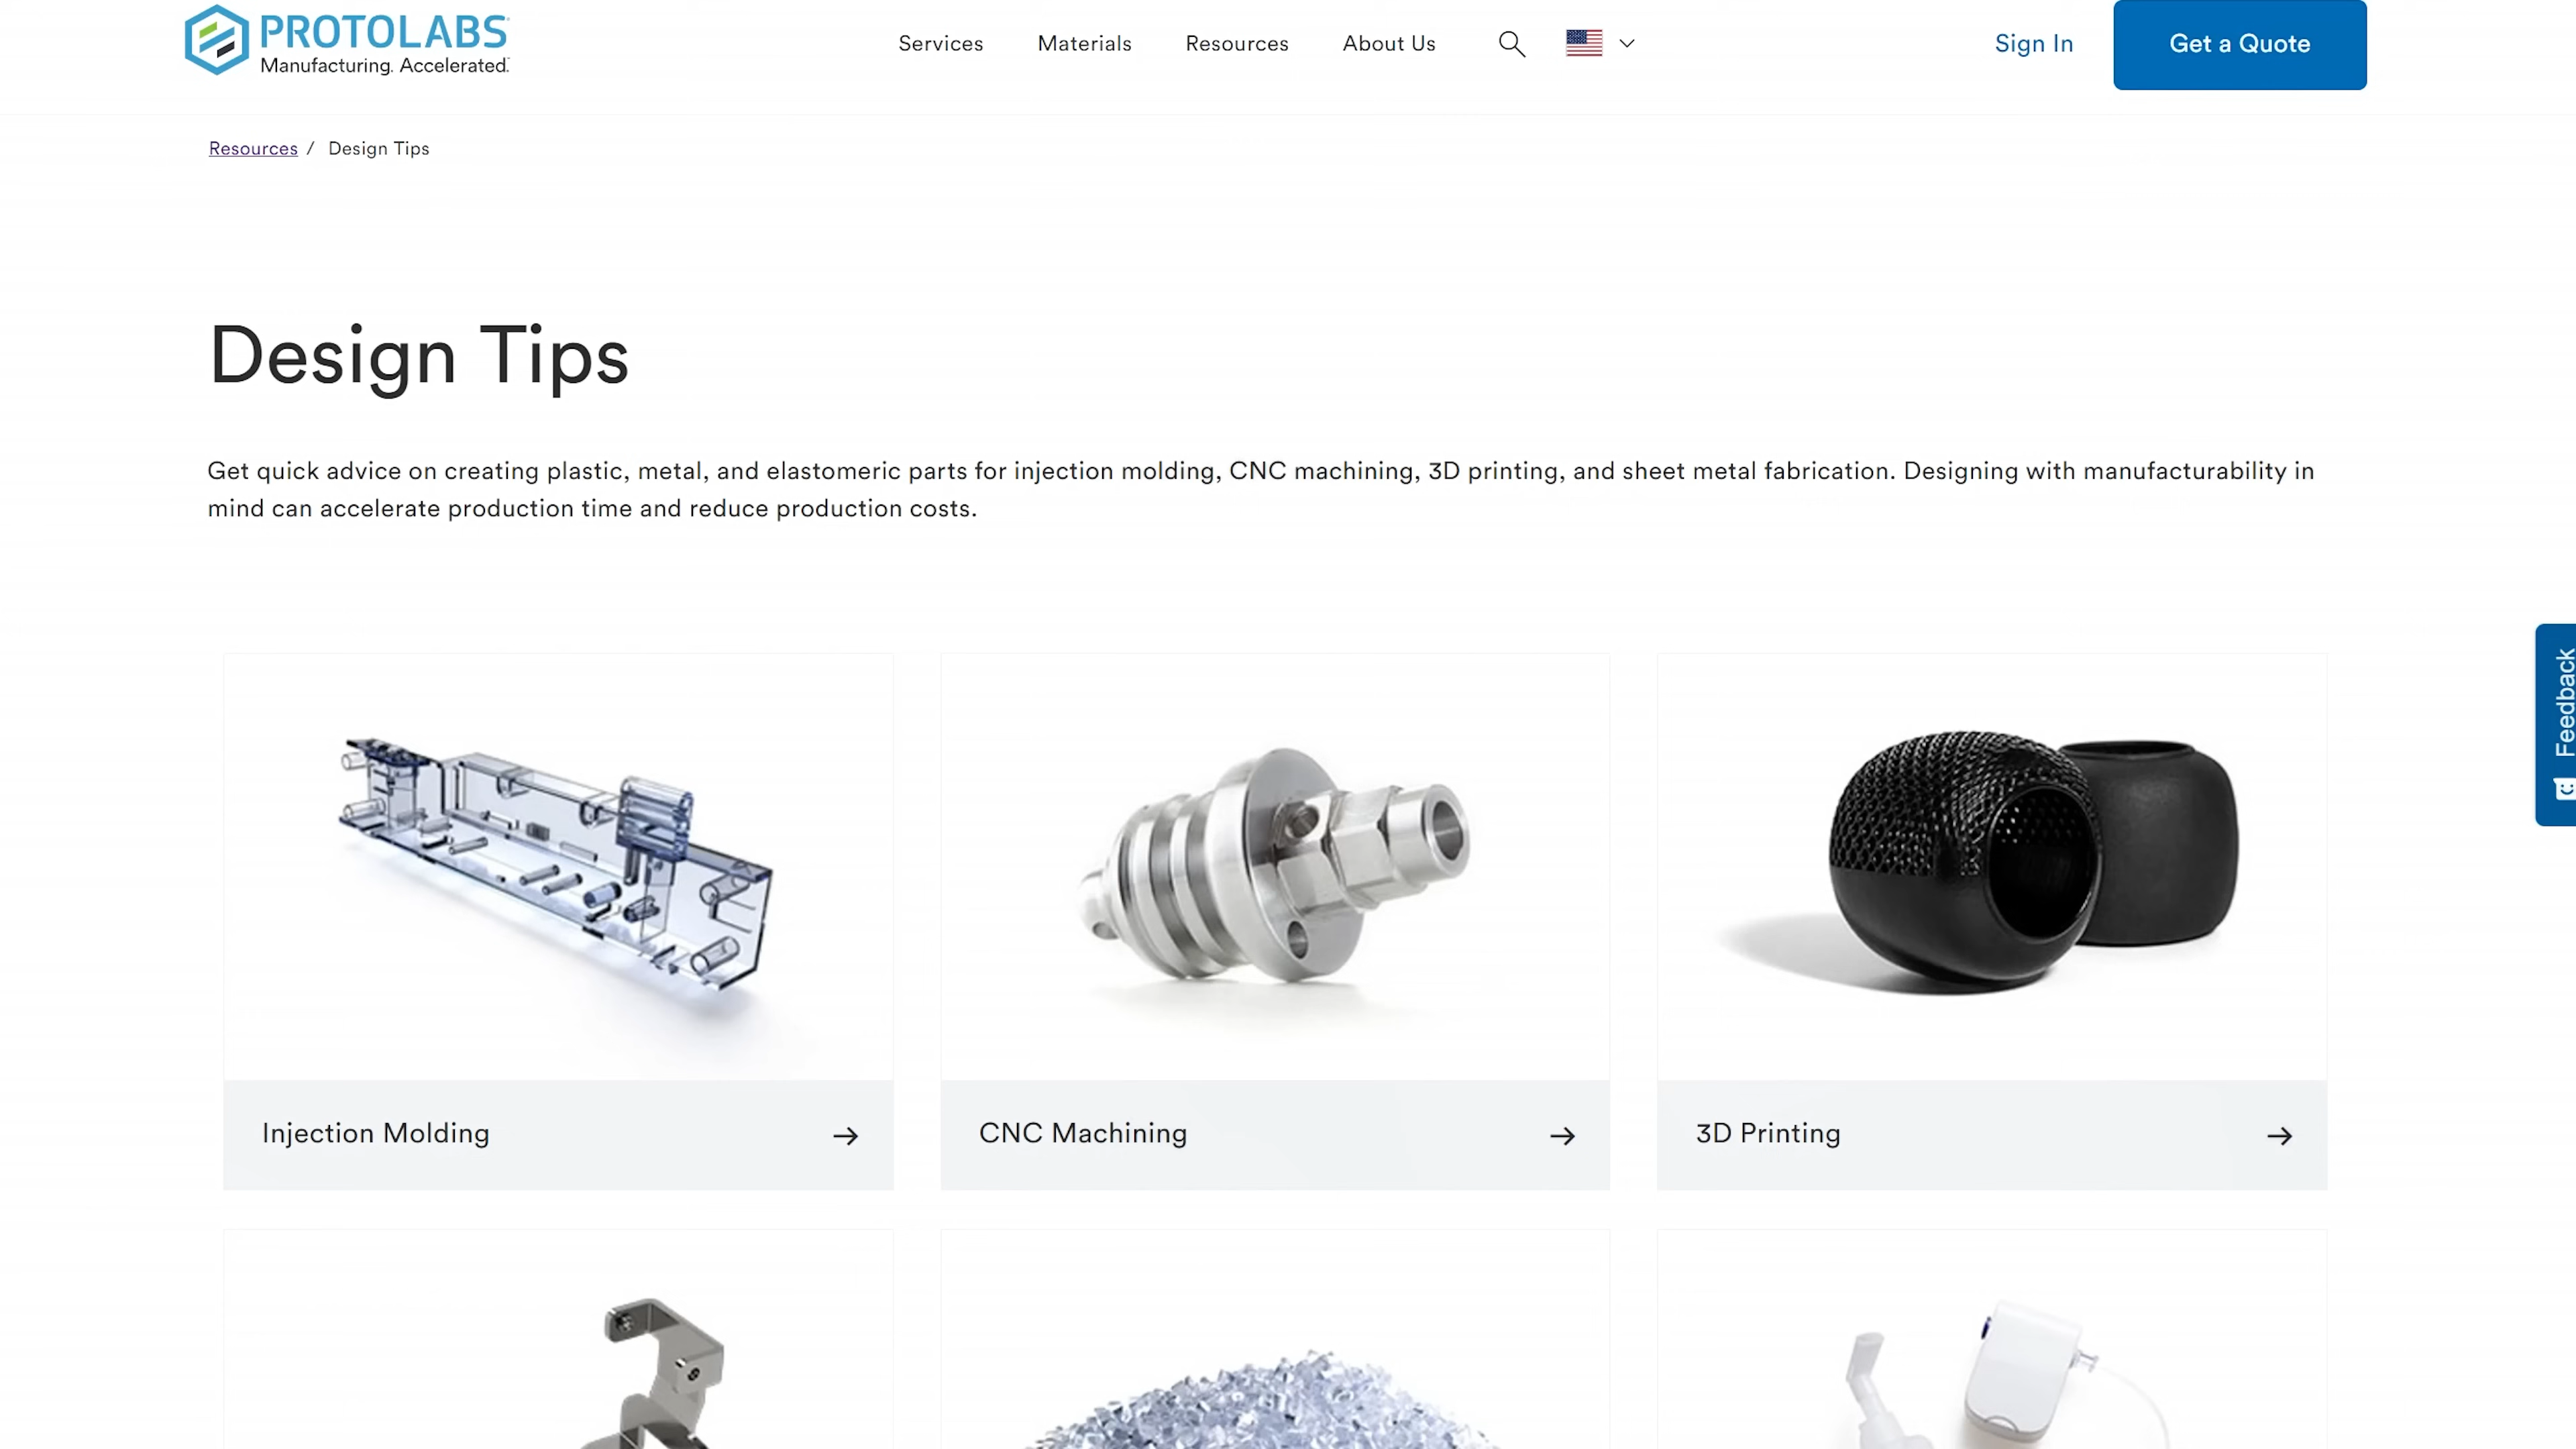 PROTOLABS
Manufacturing. Accelerated.
Services
Materials
Resources
About Us
Sign In
Get a Quote
Resources / Design Tips
Design Tips
Get quick advice on creating plastic, metal, and elastomeric parts for injection molding, CNC machining, 3D printing, and sheet metal fabrication. Designing with manufacturability in
mind can accelerate production time and reduce production costs.
Feedback
Injection Molding
CNC Machining
3D Printing